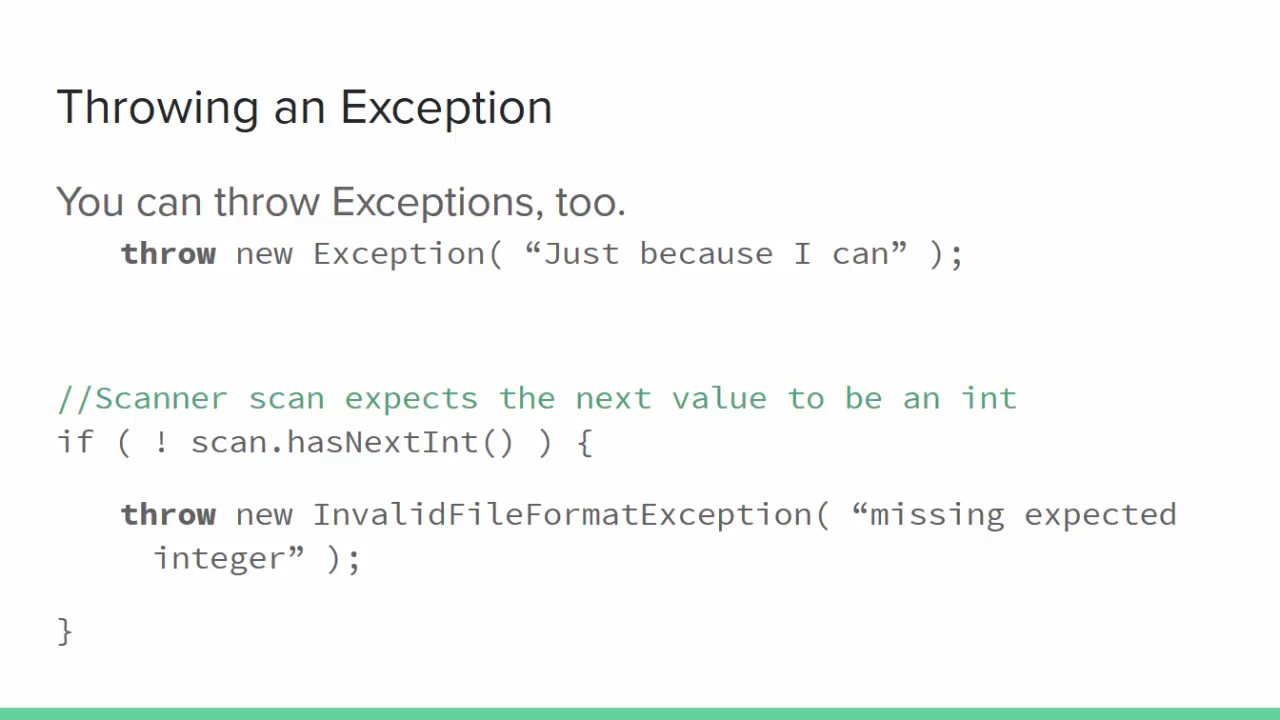 Throwing an Exception
You can throw Exceptions, too.
throw new Exception( “Just because I can” );
//Scanner scan expects the next value to be an int
if ( ! scan.hasNextInt() ) {
throw new InvalidFileFormatException( “missing expected
integer” );
}